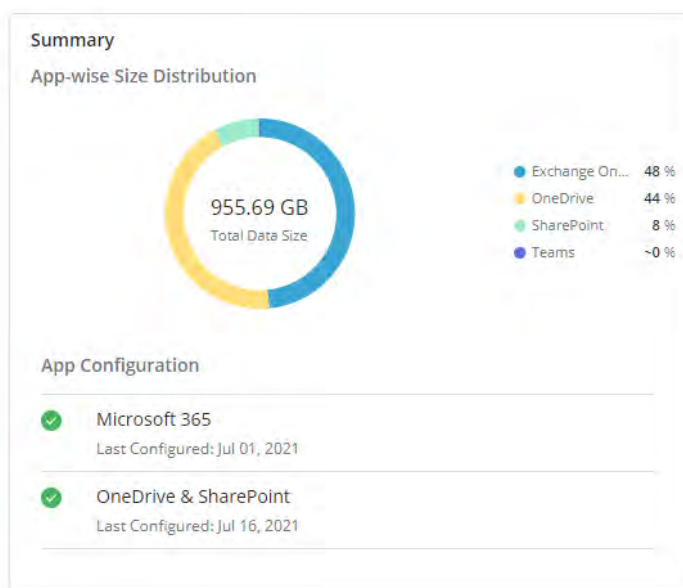 Summary
App-wise Size Distribution
955.69 GB
Total Data Size
Exchange On... 48 %
OneDrive 44 %
SharePoint 8 %
Teams ~0 %
App Configuration
Microsoft 365
Last Configured: Jul 01, 2021
OneDrive & SharePoint
Last Configured: Jul 16, 2021